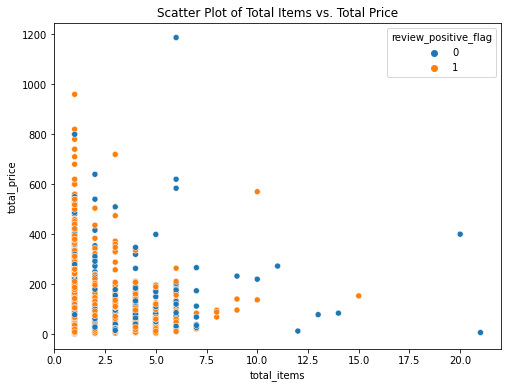 Scatter Plot of Total Items vs. Total Price
review_positive_flag
0
1
total_price
1200
1000
800
600
400
200
0
0.0 2.5 5.0 7.5 10.0 12.5 15.0 17.5 20.0
total_items